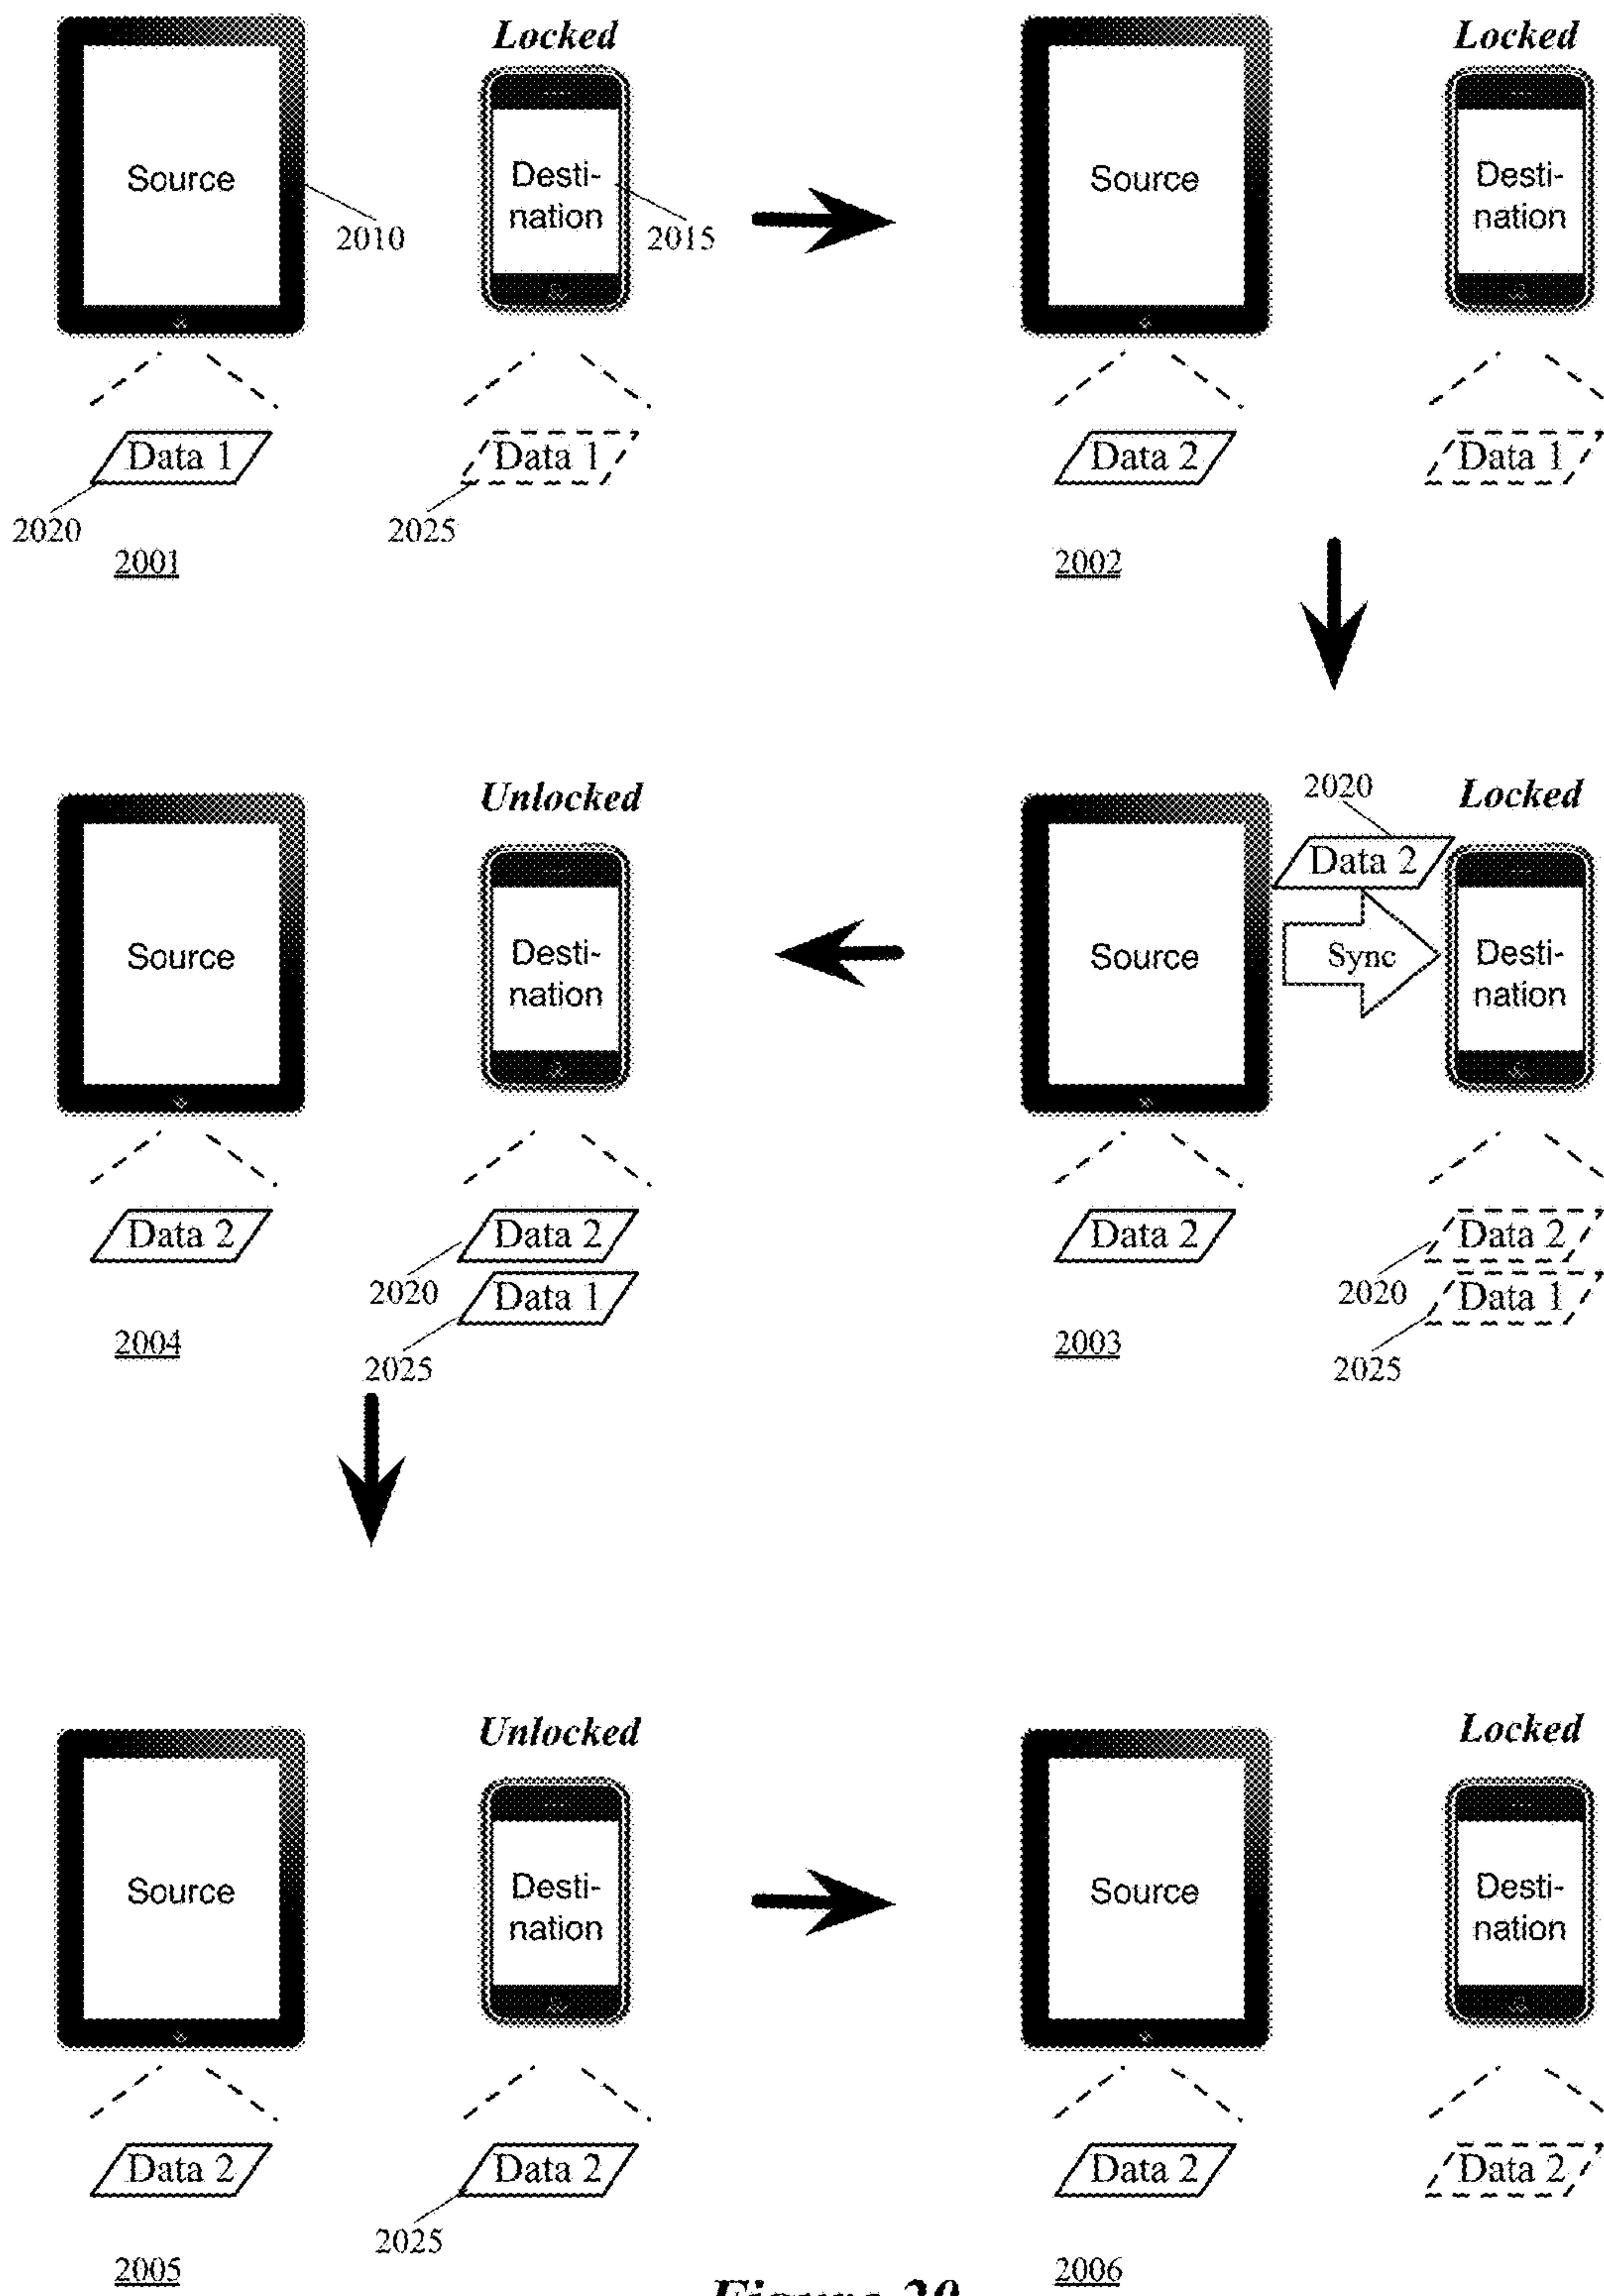 Locked
Locked
Source
Desti-
nation
2010
2015
Source
Desti-
nation
Data 1
Data 1
2020
2025
2001
Data 2
Data 1
2002
Unlocked
Source
Desti-
nation
Data 2
Data 2
2020
Data 1
2025
2004
2020
Locked
Data 2
Source
Sync
Desti-
nation
Data 2
Data 2
2020
Data 1
2025
2003
Unlocked
Source
Desti-
nation
Data 2
Data 2
2025
2005
Locked
Source
Desti-
nation
Data 2
Data 2
2006